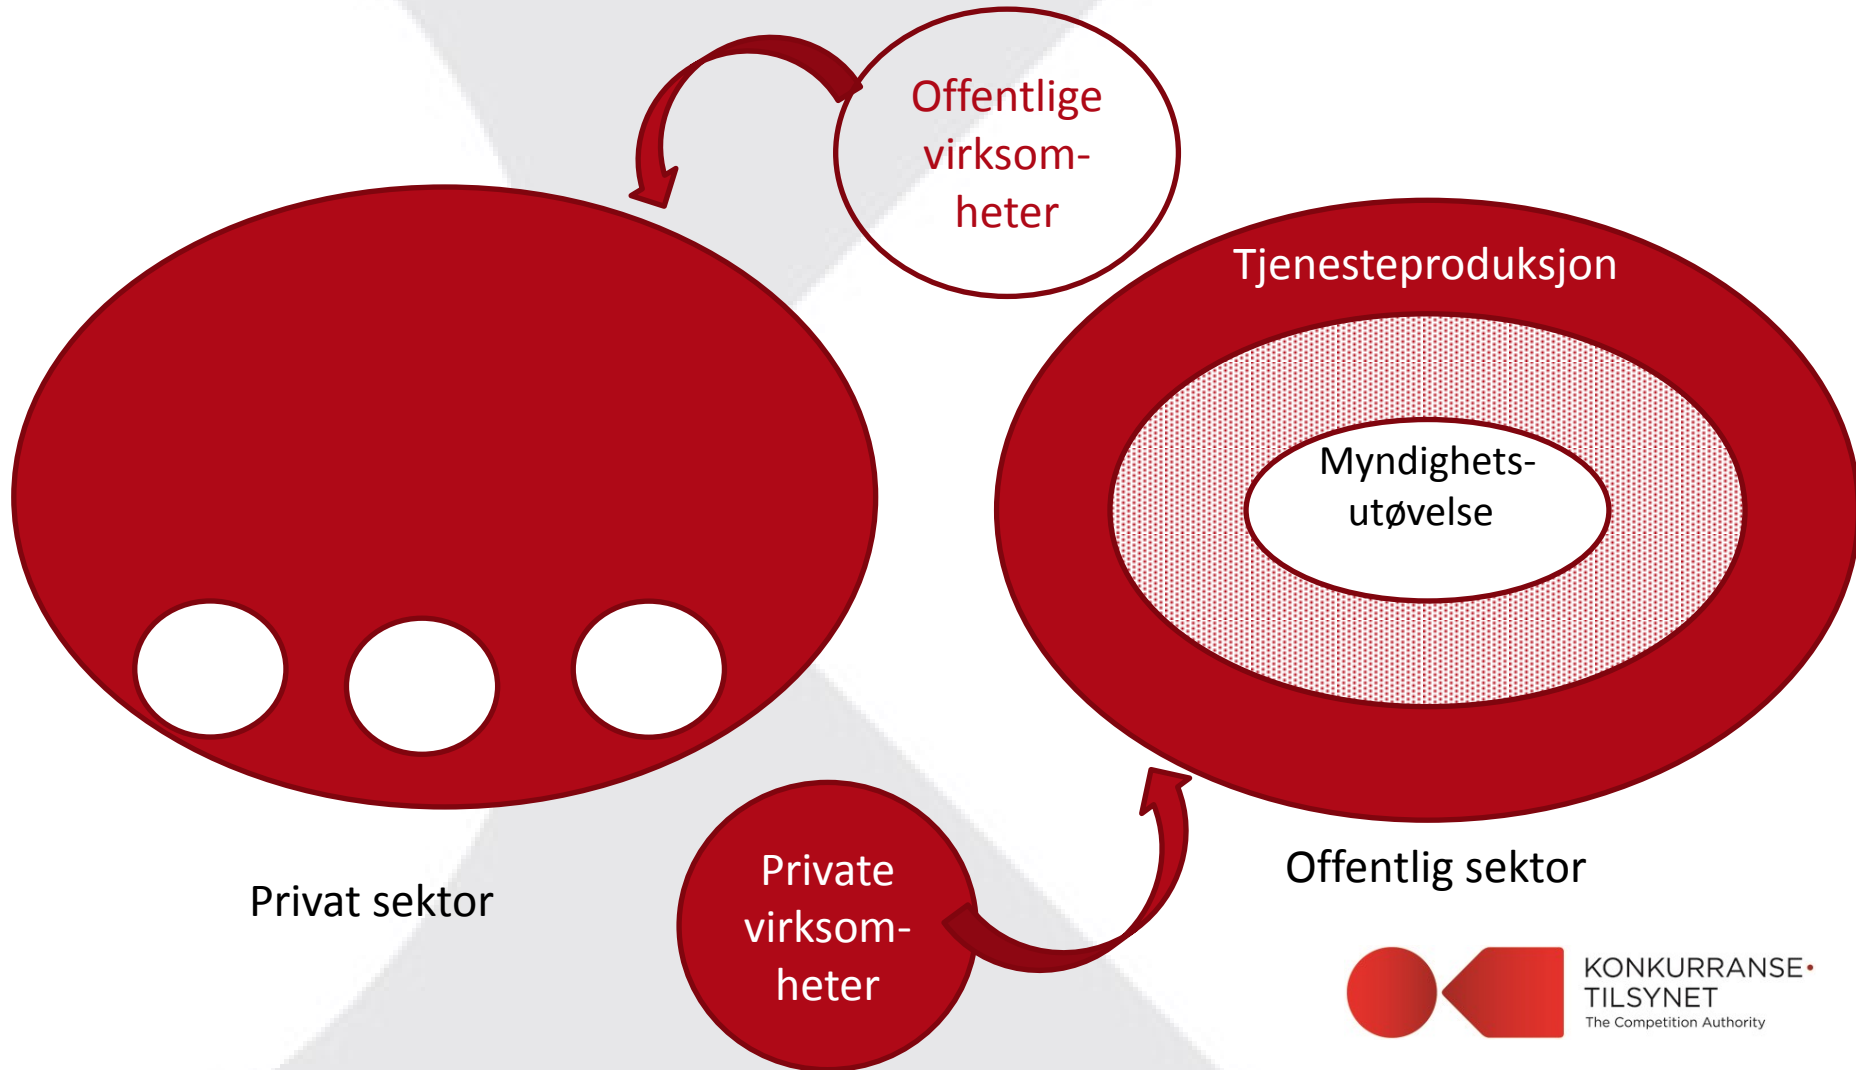 Offentlige
virksom-
heter
Tjenesteproduksjon
Myndighets-
utøvelse
Privat sektor
Private
virksom-
heter
Offentlig sektor
KONKURRANSE•
TILSYNET
The Competition Authority